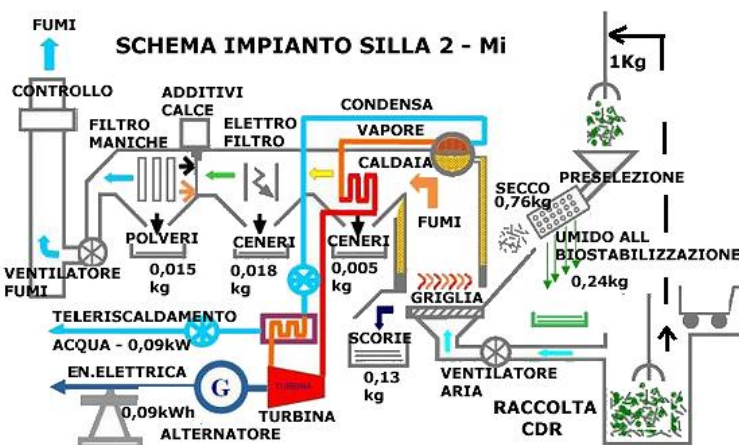 FUMI
SCHEMA IMPIANTO SILLA 2 - Mi
1Kg
CONTROLLO
ADDITIVI
CALCE
CONDENSA
FILTRO
MANICHE
ELETTRO
FILTRO
VAPORE
CALDAIA
PRESELEZIONE
SECCO
0,76kg
FUMI
UMIDO ALL
BIOSTABILIZZAZIONE
0,24kg
POLVERI
CENERI
CENERI
0,015
kg
0,018
kg
0,005
kg
VENTILATORE
FUMI
GRIGLIA
TELERISCALDAMENTO
ACQUA - 0,09kW
SCORIE
0,13
kg
VENTILATORE
ARIA
EN.ELETTRICA
0,09kWh
G
ALTERNATORE
TURBINA
TURBINA
RACCOLTA
CDR